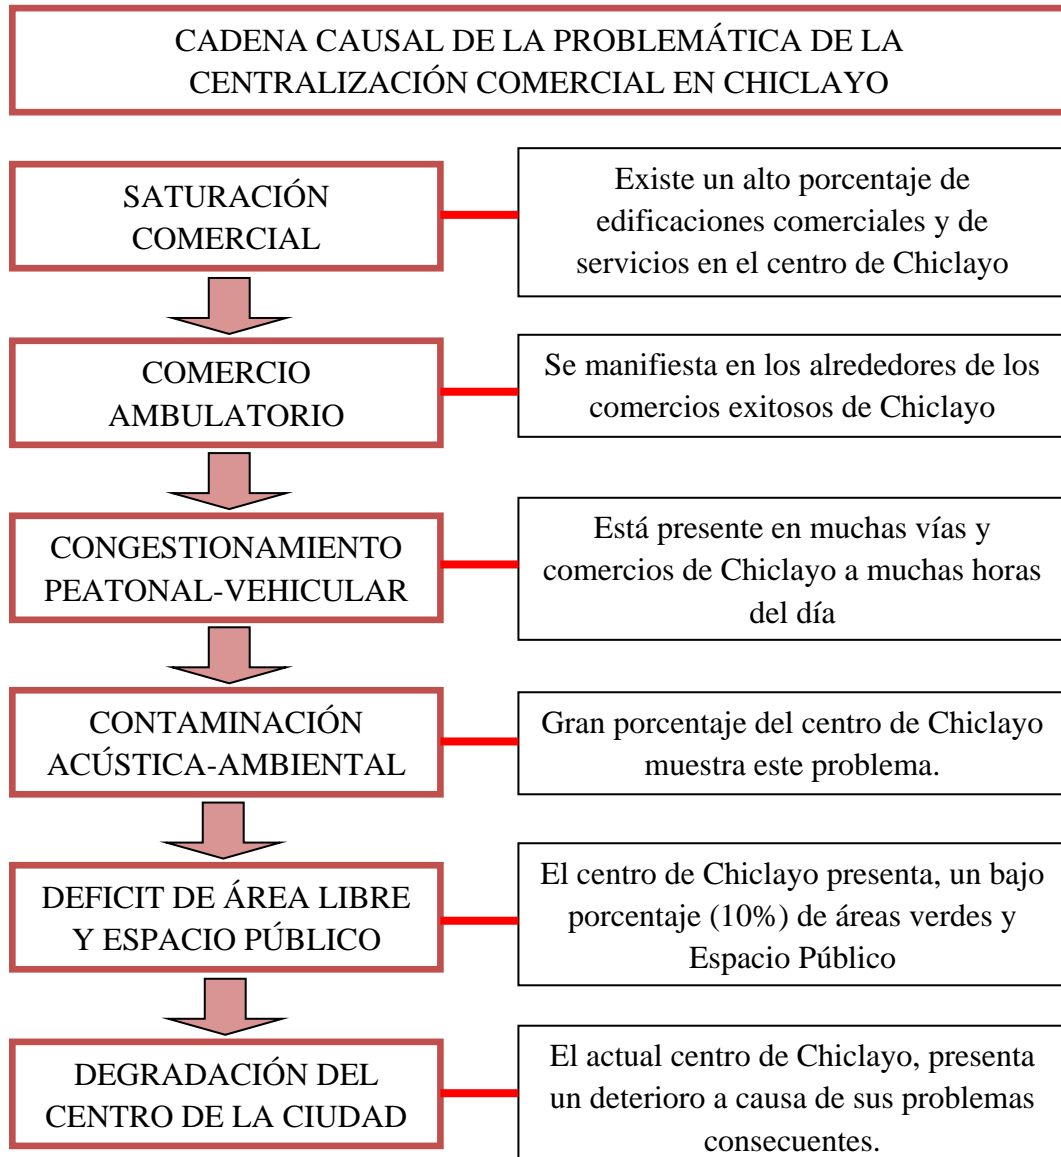 CADENA CAUSAL DE LA PROBLEMÁTICA DE LA
CENTRALIZACIÓN COMERCIAL EN CHICLAYO
SATURACIÓN
COMERCIAL
Existe un alto porcentaje de
edificaciones comerciales y de
servicios en el centro de Chiclayo
COMERCIO
AMBULATORIO
Se manifiesta en los alrededores de los
comercios exitosos de Chiclayo
CONGESTIONAMIENTO
PEATONAL-VEHICULAR
Está presente en muchas vías y
comercios de Chiclayo a muchas horas
del día
CONTAMINACIÓN
ACÚSTICA-AMBIENTAL
Gran porcentaje del centro de Chiclayo
muestra este problema.
DEFICIT DE ÁREA LIBRE
Y ESPACIO PÚBLICO
El centro de Chiclayo presenta, un bajo
porcentaje (10%) de áreas verdes y
Espacio Público
DEGRADACIÓN DEL
CENTRO DE LA CIUDAD
El actual centro de Chiclayo, presenta
un deterioro a causa de sus problemas
consecuentes.